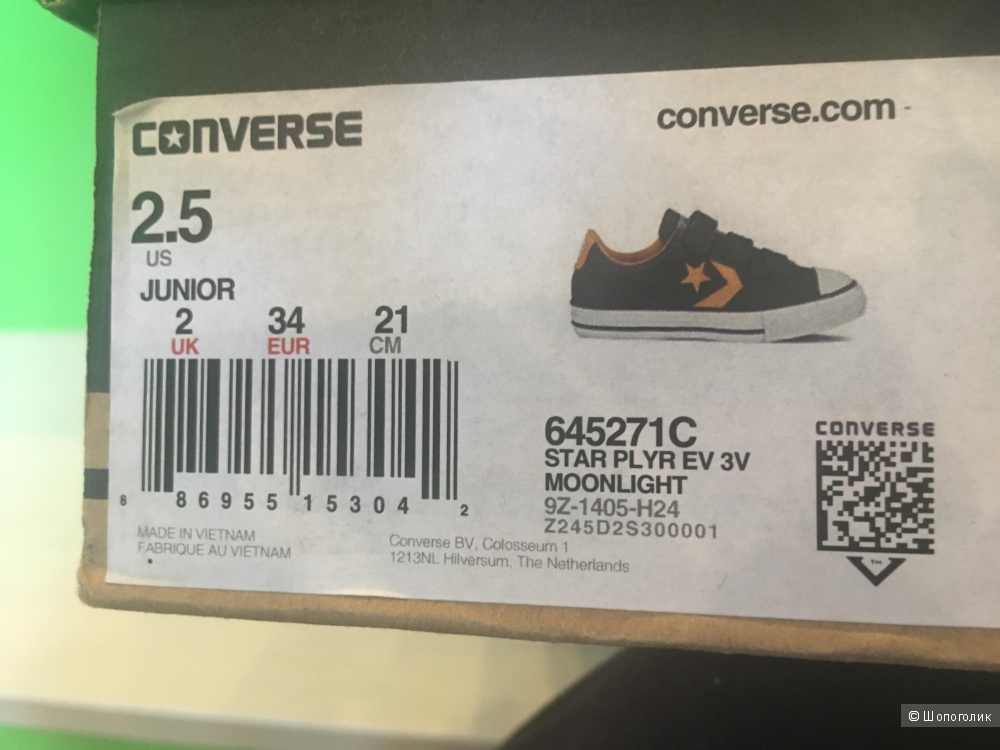 CONVERSE
converse.com
2.5
US
JUNIOR
2 34 21
UK EUR CM
8 86955 15304 2
MADE IN VIETNAM
FABRIQUE AU VIETNAM
Converse BV, Colosseum 1
1213NL Hilversum. The Netherlands
645271C
STAR PLYR EV 3V
MOONLIGHT
9Z-1405-H24
Z245D2S300001
CONVERSE
TM
© Шопоголик